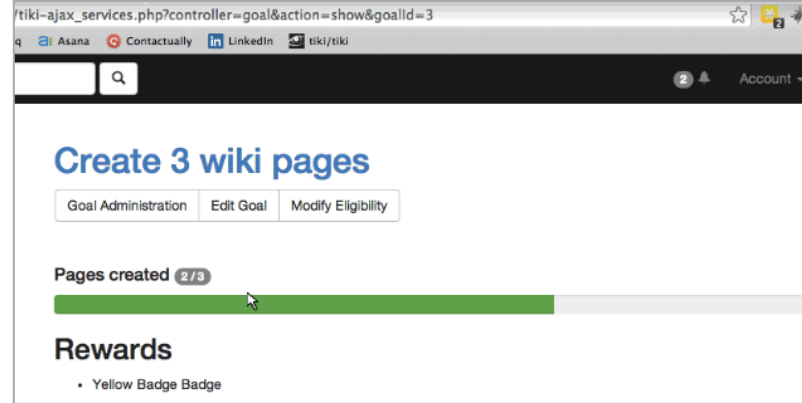 /tiki-ajax_services.php?controller=goal&action=show&goalId=3
q Asana Contactually LinkedIn tiki/tiki
2 Account
Create 3 wiki pages
Goal Administration Edit Goal Modify Eligibility
Pages created 2/3
Rewards
• Yellow Badge Badge